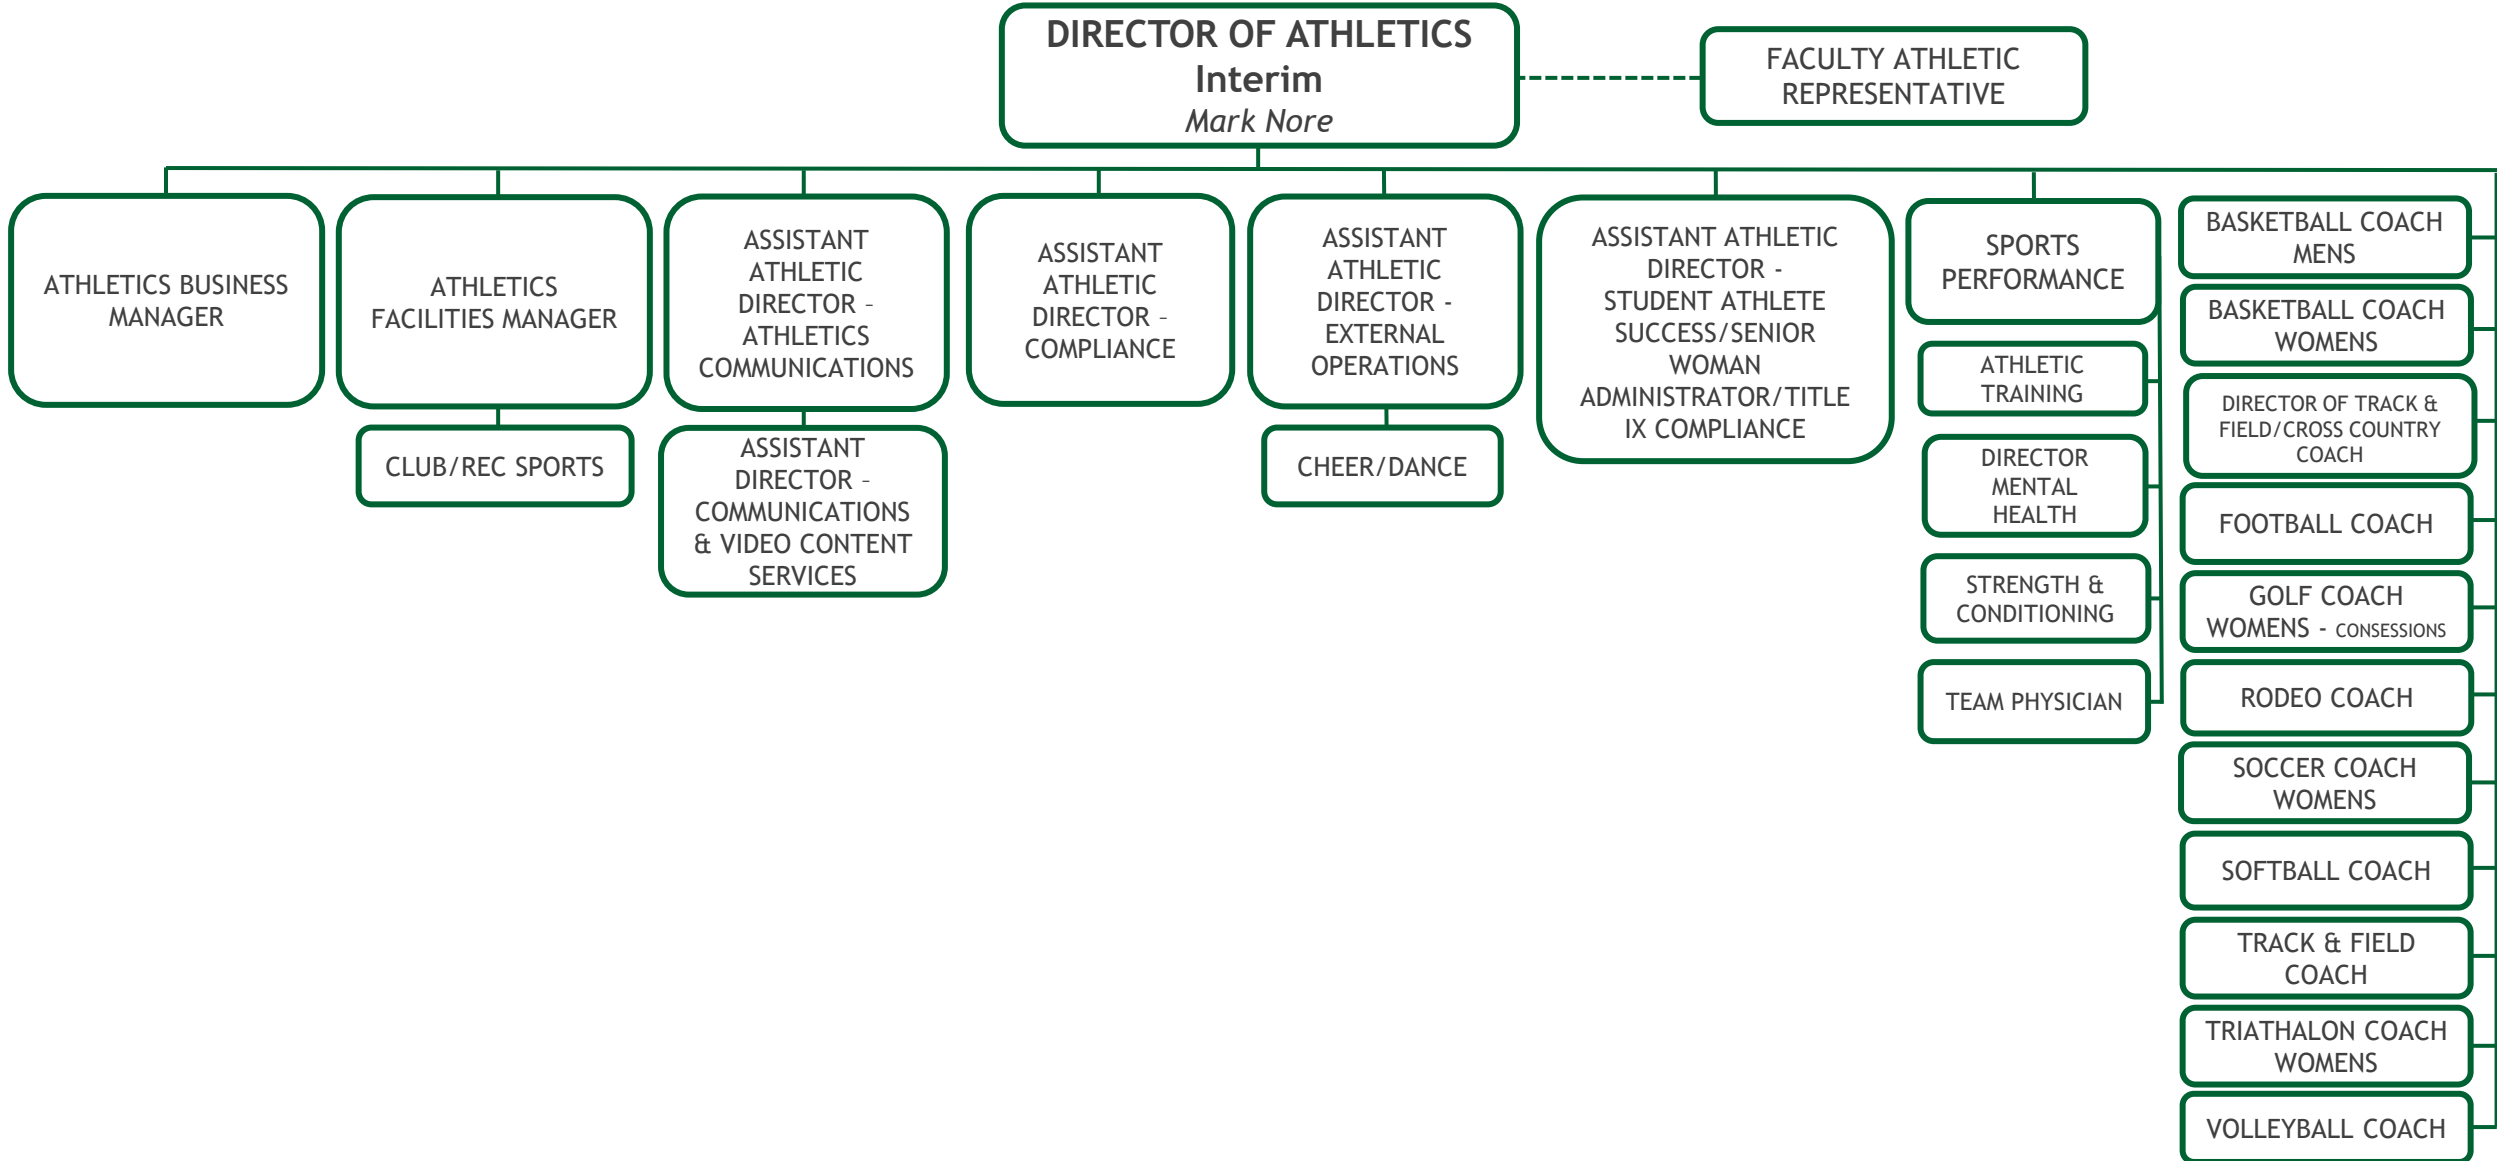 DIRECTOR OF ATHLETICS
Interim
Mark Nore
FACULTY ATHLETIC
REPRESENTATIVE
ATHLETICS BUSINESS
MANAGER
ATHLETICS
FACILITIES MANAGER
CLUB/REC SPORTS
ASSISTANT
ATHLETIC
DIRECTOR –
ATHLETICS
COMMUNICATIONS
ASSISTANT
DIRECTOR –
COMMUNICATIONS
& VIDEO CONTENT
SERVICES
ASSISTANT
ATHLETIC
DIRECTOR –
COMPLIANCE
ASSISTANT
ATHLETIC
DIRECTOR -
EXTERNAL
OPERATIONS
CHEER/DANCE
ASSISTANT ATHLETIC
DIRECTOR -
STUDENT ATHLETE
SUCCESS/SENIOR
WOMAN
ADMINISTRATOR/TITLE
IX COMPLIANCE
SPORTS
PERFORMANCE
ATHLETIC
TRAINING
DIRECTOR
MENTAL
HEALTH
STRENGTH &
CONDITIONING
TEAM PHYSICIAN
BASKETBALL COACH
MENS
BASKETBALL COACH
WOMENS
DIRECTOR OF TRACK &
FIELD/CROSS COUNTRY
COACH
FOOTBALL COACH
GOLF COACH
WOMENS - CONSESSIONS
RODEO COACH
SOCCER COACH
WOMENS
SOFTBALL COACH
TRACK & FIELD
COACH
TRIATHALON COACH
WOMENS
VOLLEYBALL COACH